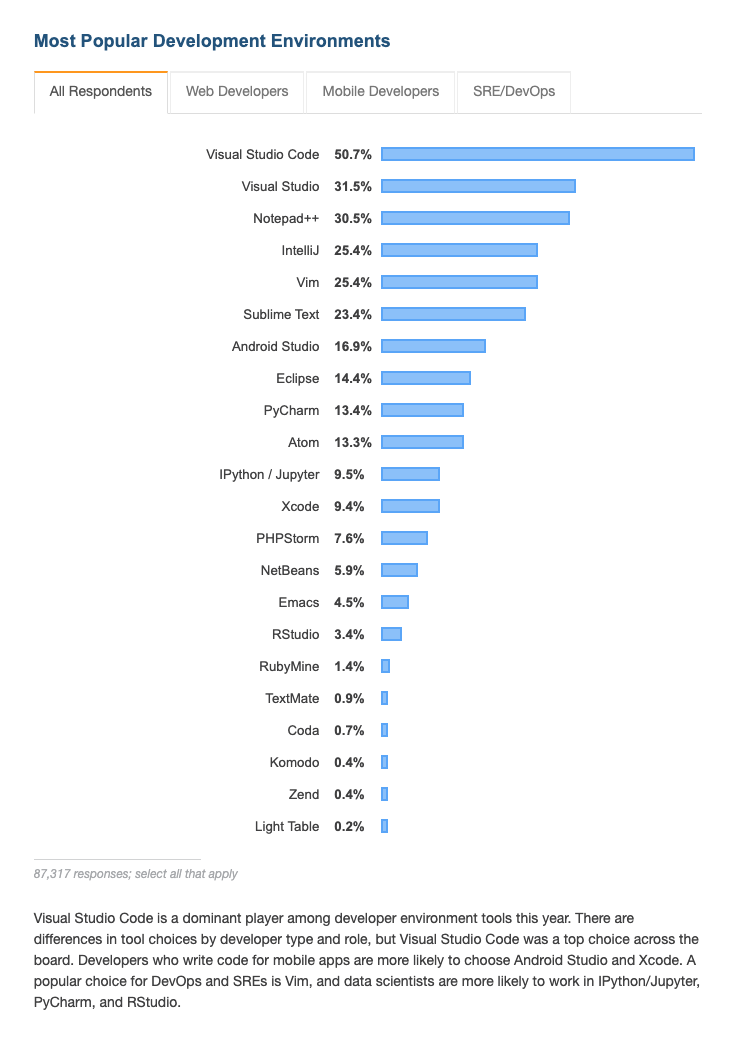 Most Popular Development Environments
All Respondents Web Developers Mobile Developers SRE/DevOps
Visual Studio Code 50.7%
Visual Studio 31.5%
Notepad++ 30.5%
IntelliJ 25.4%
Vim 25.4%
Sublime Text 23.4%
Android Studio 16.9%
Eclipse 14.4%
PyCharm 13.4%
Atom 13.3%
IPython / Jupyter 9.5%
Xcode 9.4%
PHPStorm 7.6%
NetBeans 5.9%
Emacs 4.5%
RStudio 3.4%
RubyMine 1.4%
TextMate 0.9%
Coda 0.7%
Komodo 0.4%
Zend 0.4%
Light Table 0.2%
87,317 responses; select all that apply
Visual Studio Code is a dominant player among developer environment tools this year. There are
differences in tool choices by developer type and role, but Visual Studio Code was a top choice across the
board. Developers who write code for mobile apps are more likely to choose Android Studio and Xcode. A
popular choice for DevOps and SREs is Vim, and data scientists are more likely to work in IPython/Jupyter,
PyCharm, and RStudio.